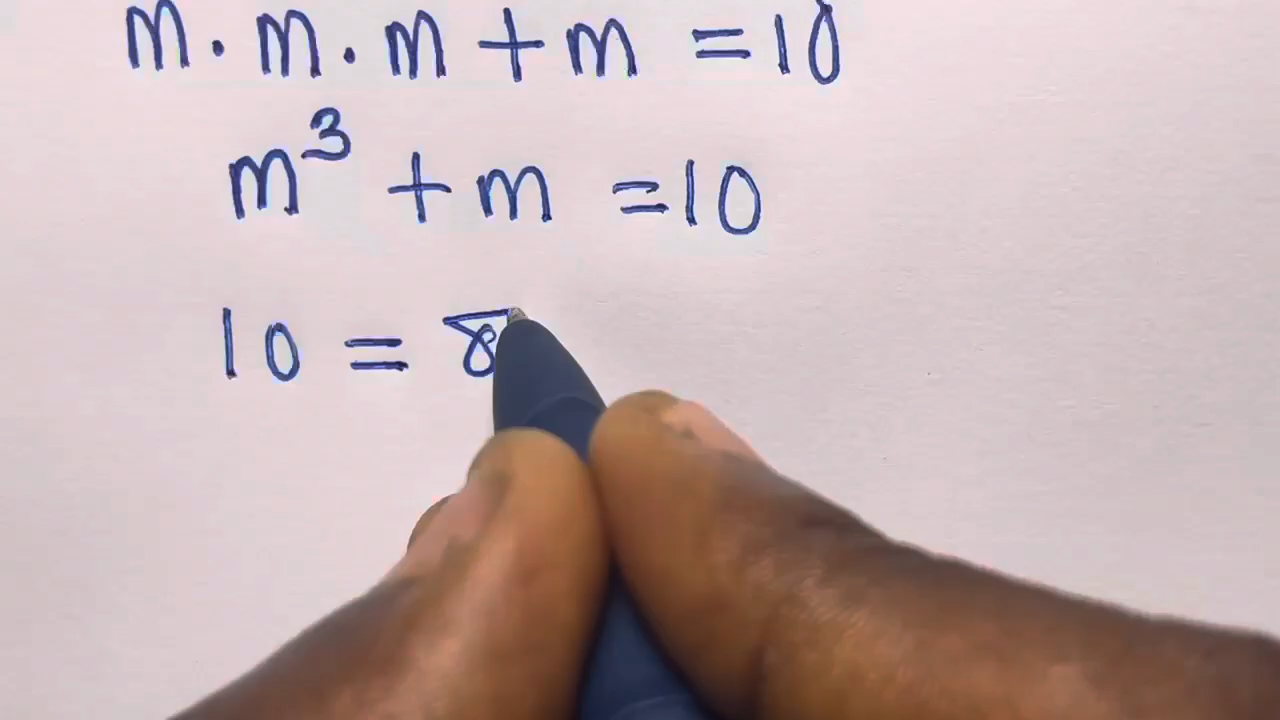 m · m · m + m = 10
m³ + m = 10
10 = 8